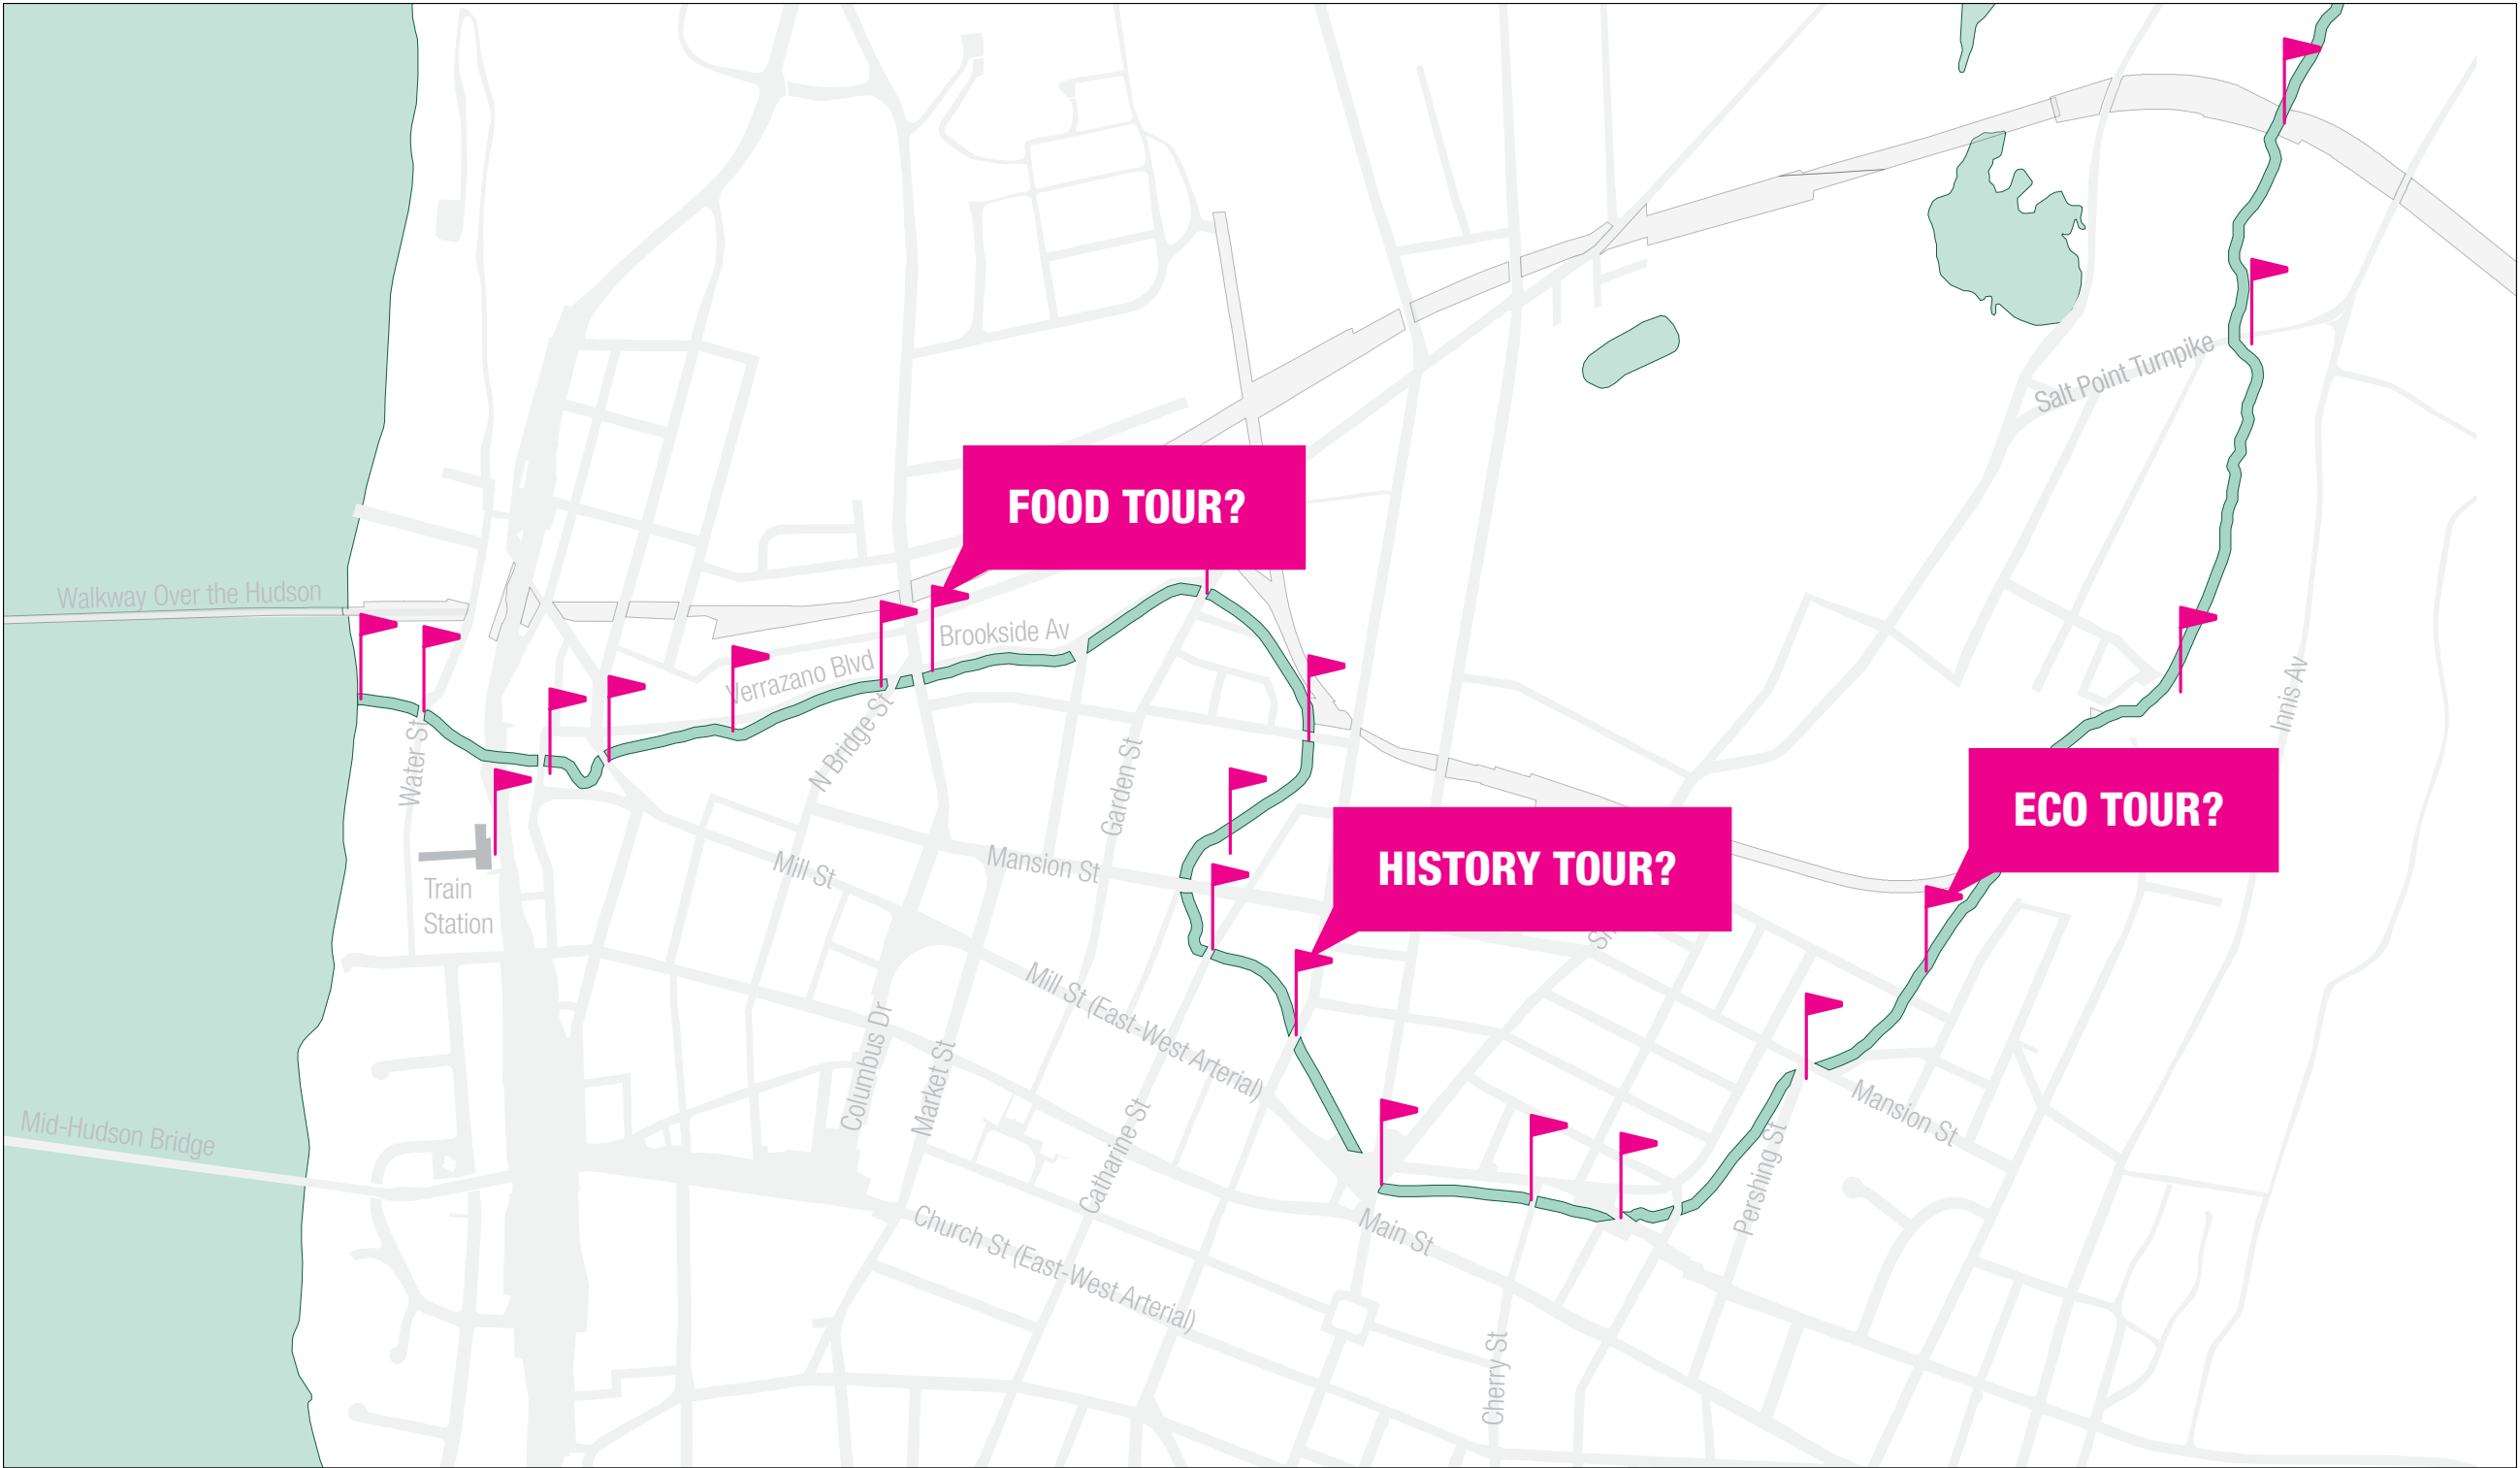 Salt Point Turnpike
FOOD TOUR?
Walkway Over the Hudson
Brookside Av
Verrazano Blvd
N Bridge St
Water St
Garden St
Innis Av
ECO TOUR?
HISTORY TOUR?
Mansion St
Mill St
Train
Station
Mill St (East-West Arterial)
Columbus Dr
Market St
Catharine St
Mansion St
Pershing St
Mid-Hudson Bridge
Church St (East-West Arterial)
Main St
Cherry St